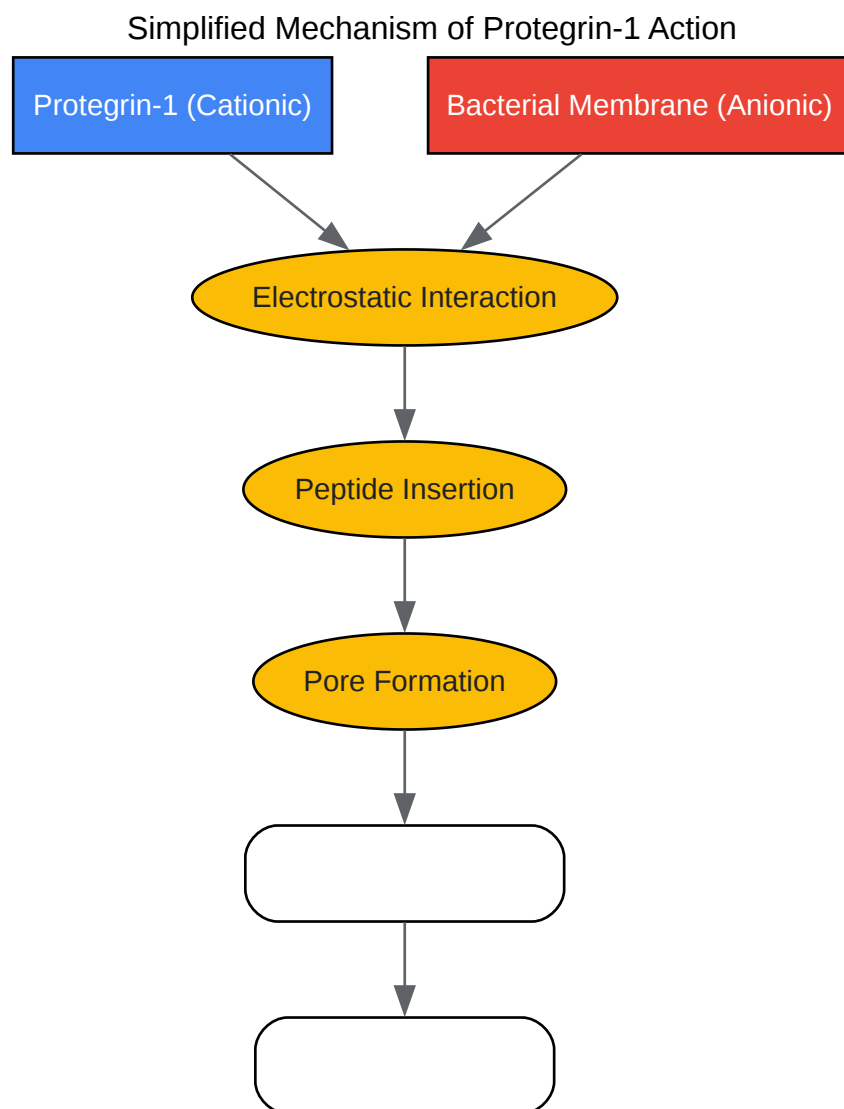 Simplified Mechanism of Protegrin-1 Action
Protegrin-1 (Cationic)
Bacterial Membrane (Anionic)
Electrostatic Interaction
Peptide Insertion
Pore Formation